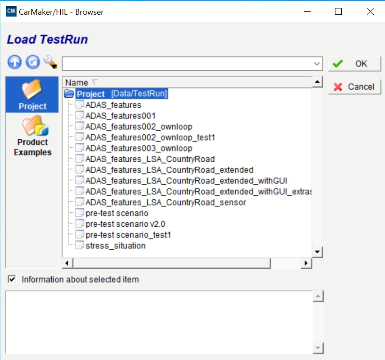 CM CarMaker/HIL - Browser
Load TestRun
OK
Cancel
Project
Product
Examples
Name
Project [Data/TestRun]
ADAS_features
ADAS_features001
ADAS_features002_ownloop
ADAS_features002_ownloop_test1
ADAS_features003_ownloop
ADAS_features_LSA_CountryRoad
ADAS_features_LSA_CountryRoad_extended
ADAS_features_LSA_CountryRoad_extended_withGUI
ADAS_features_LSA_CountryRoad_extended_withGUI_extras
ADAS_features_LSA_CountryRoad_sensor
pre-test scenario
pre-test scenario v2.0
pre-test scenario_test1
stress_situation
Information about selected item